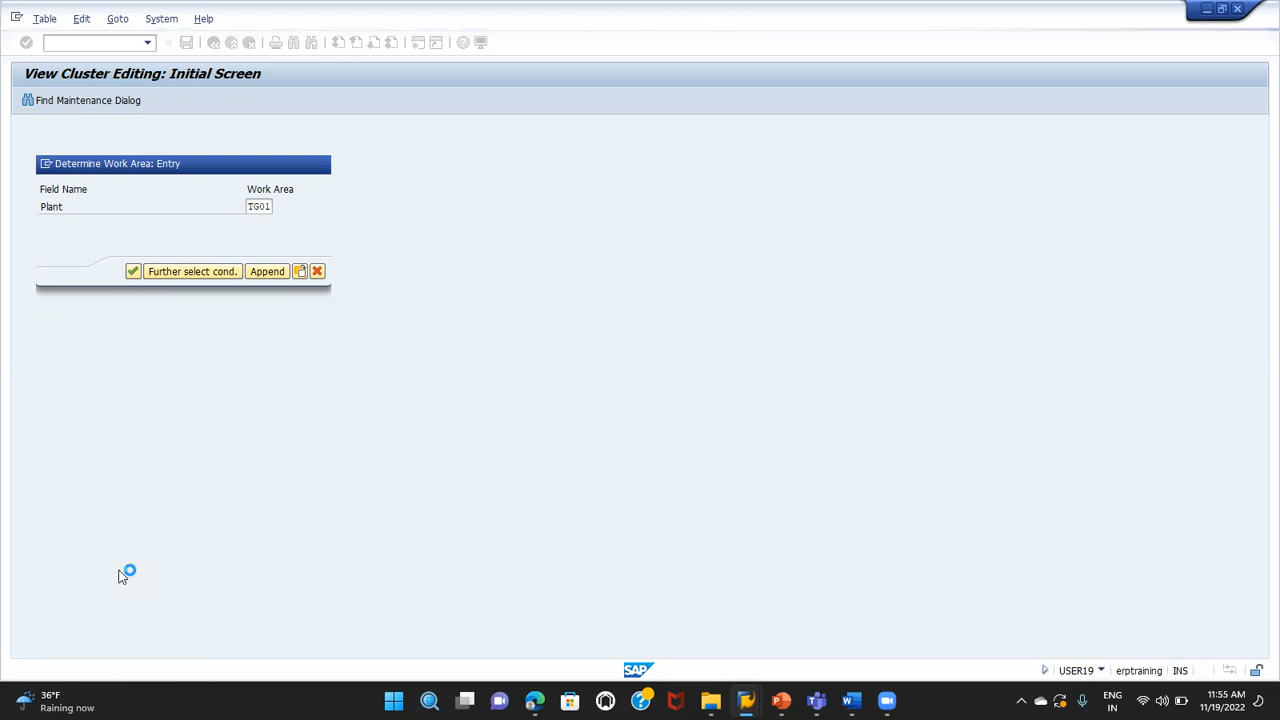 Table Edit Goto System Help
View Cluster Editing: Initial Screen
Find Maintenance Dialog
Determine Work Area: Entry
Field Name Work Area
Plant TG01
Further select cond. Append
SAP
USER19 erptraining INS
36°F
Raining now
ENG
IN
11:55 AM
11/19/2022